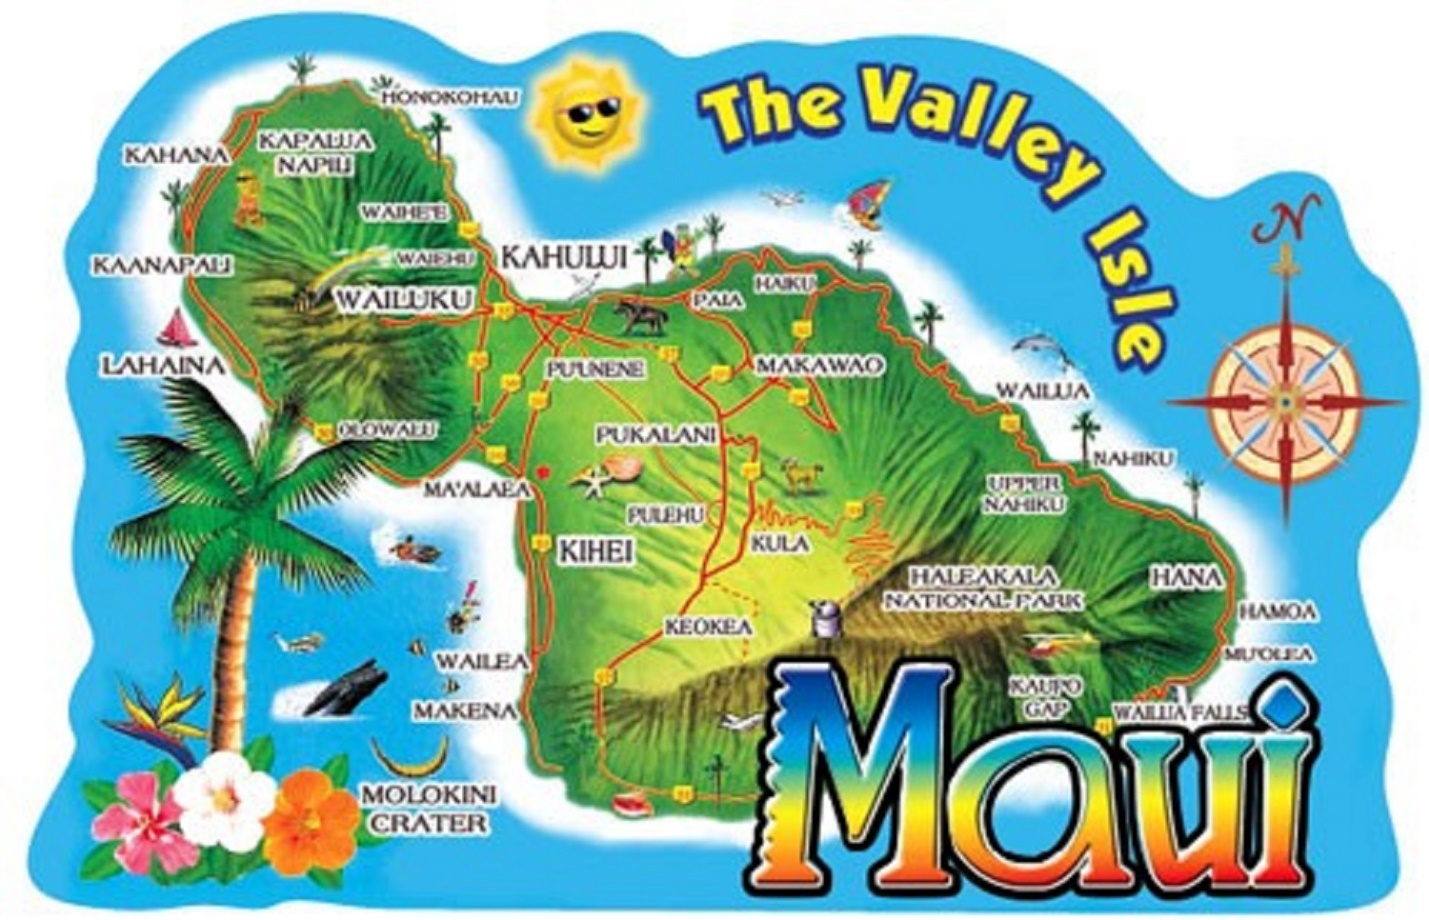 The Valley Isle
N
HONOKOHAU
KAHANA
KAPALUA
NAPILI
WAIHE'E
KAANAPALI
WAIEHU
KAHULUI
WAILUKU
PAIA
HAIKU
LAHAINA
PU'UNENE
MAKAWAO
WAILUA
OLOWALU
PUKALANI
NAHIKU
MA'ALAEA
UPPER
NAHIKU
PULEHU
KIHEI
KULA
HALEAKALA
NATIONAL PARK
HANA
HAMOA
KEOKEA
WAILEA
MU'OLEA
MAKENA
KAUPO
GAP
WAILUA FALLS
MOLOKINI
CRATER
Maui